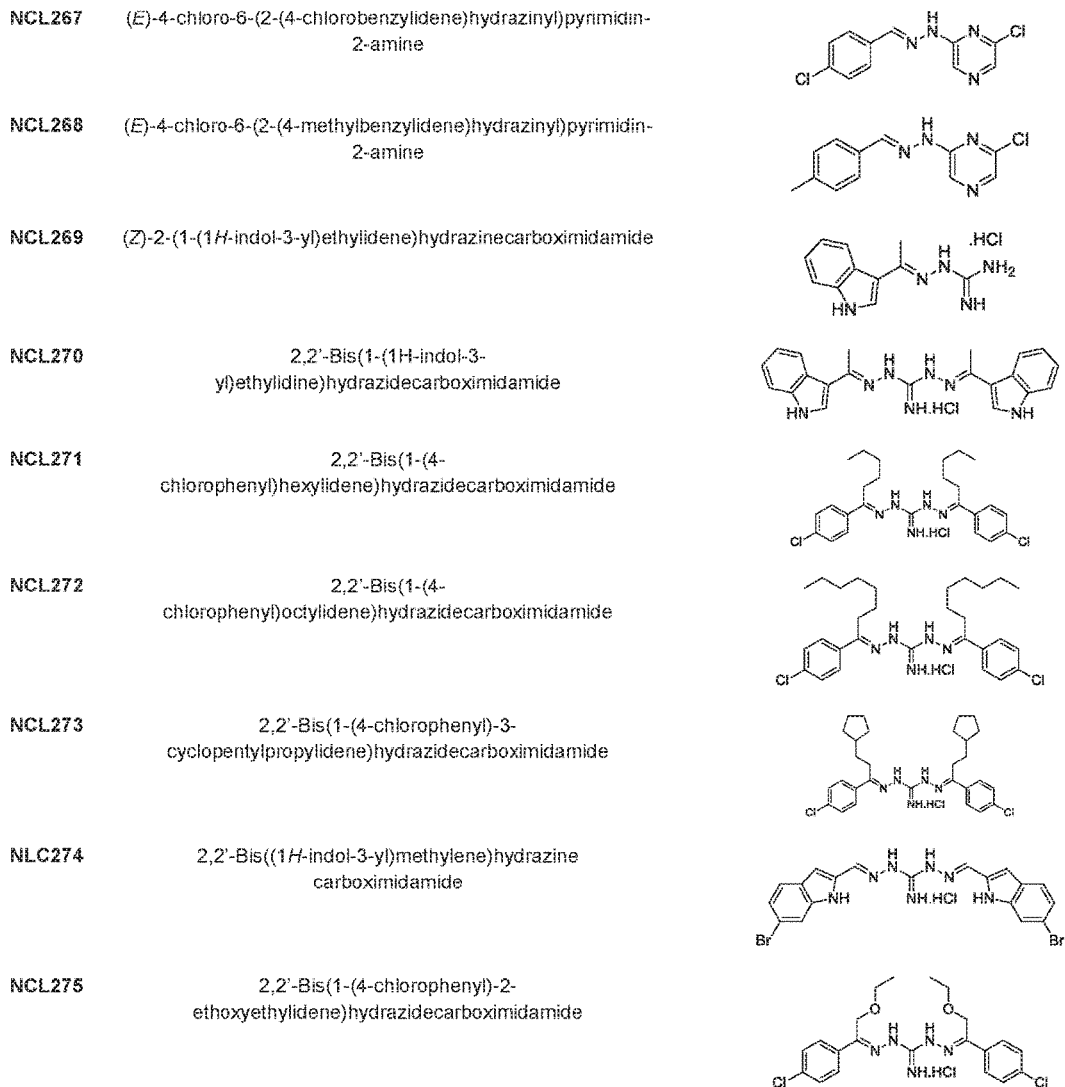 NCL267
(E)-4-chloro-6-(2-(4-chlorobenzylidene)hydrazinyl)pyrimidin-
2-amine
Cl
N
H
N
N
Cl
N
NCL268
(E)-4-chloro-6-(2-(4-methylbenzylidene)hydrazinyl)pyrimidin-
2-amine
N
H
N
N
Cl
N
NCL269
(Z)-2-(1-(1H-indol-3-yl)ethylidene)hydrazinecarboximidamide
HN
N
NH
NH
NH2
.HCl
NCL270
2,2'-Bis(1-(1H-indol-3-
yl)ethylidine)hydrazidecarboximidamide
HN
N
H
N
H
N
N
NH.HCl
NH
NCL271
2,2'-Bis(1-(4-
chlorophenyl)hexylidene)hydrazidecarboximidamide
Cl
N
H
N
H
N
N
NH.HCl
Cl
NCL272
2,2'-Bis(1-(4-
chlorophenyl)octylidene)hydrazidecarboximidamide
Cl
N
H
N
H
N
N
NH.HCl
Cl
NCL273
2,2'-Bis(1-(4-chlorophenyl)-3-
cyclopentylpropylidene)hydrazidecarboximidamide
Cl
N
H
N
H
N
N
NH.HCl
Cl
NLC274
2,2'-Bis((1H-indol-3-yl)methylene)hydrazine
carboximidamide
Br
NH
N
H
N
H
N
N
NH.HCl
HN
Br
NCL275
2,2'-Bis(1-(4-chlorophenyl)-2-
ethoxyethylidene)hydrazidecarboximidamide
Cl
O
N
H
N
H
N
N
O
NH.HCl
Cl